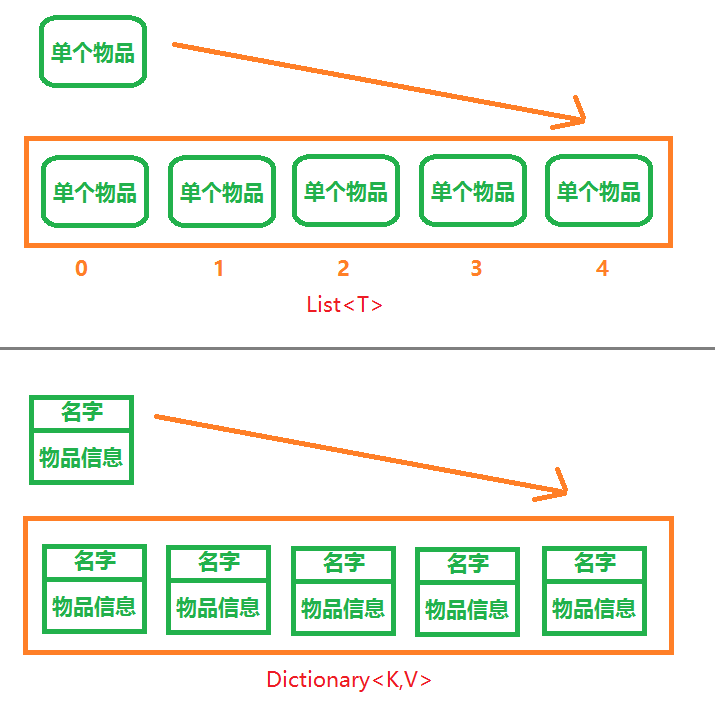 单个物品
单个物品 单个物品 单个物品 单个物品 单个物品
0 1 2 3 4
List<T>
名字
物品信息
名字 名字 名字 名字 名字
物品信息 物品信息 物品信息 物品信息 物品信息
Dictionary<K,V>